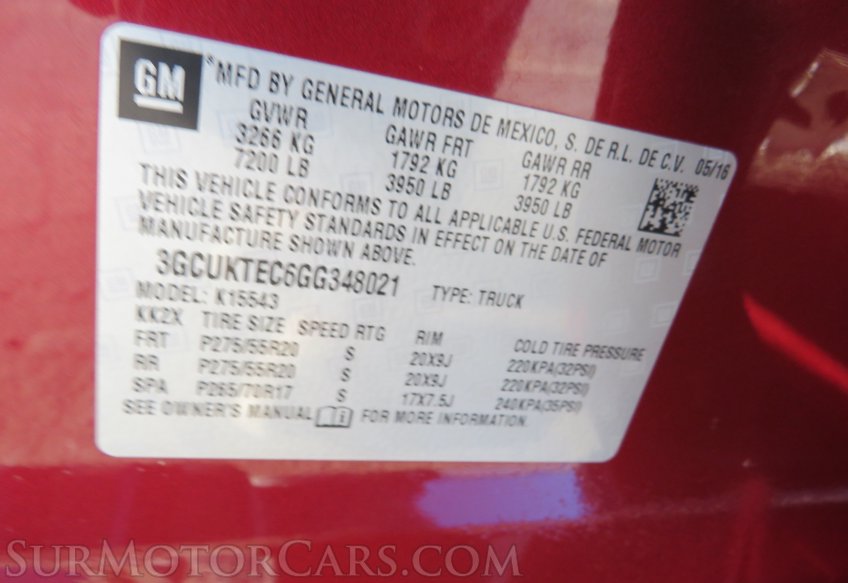 GM
*MFD BY GENERAL MOTORS DE MEXICO, S. DE R.L. DE C.V. 05/16
GVWR GAWR FRT GAWR RR
3266 KG 1792 KG 1792 KG
7200 LB 3950 LB 3950 LB
THIS VEHICLE CONFORMS TO ALL APPLICABLE U.S. FEDERAL MOTOR
VEHICLE SAFETY STANDARDS IN EFFECT ON THE DATE OF
MANUFACTURE SHOWN ABOVE.
3GCUKTEC6GG348021 TYPE: TRUCK
MODEL: K15543
KK2X TIRE SIZE SPEED RTG RIM COLD TIRE PRESSURE
FRT P275/55R20 S 20X9J 220KPA(32PSI)
RR P275/55R20 S 20X9J 220KPA(32PSI)
SPA P265/70R17 S 17X7.5J 240KPA(35PSI)
SEE OWNER'S MANUAL i FOR MORE INFORMATION.
SURMOTORCARS.COM